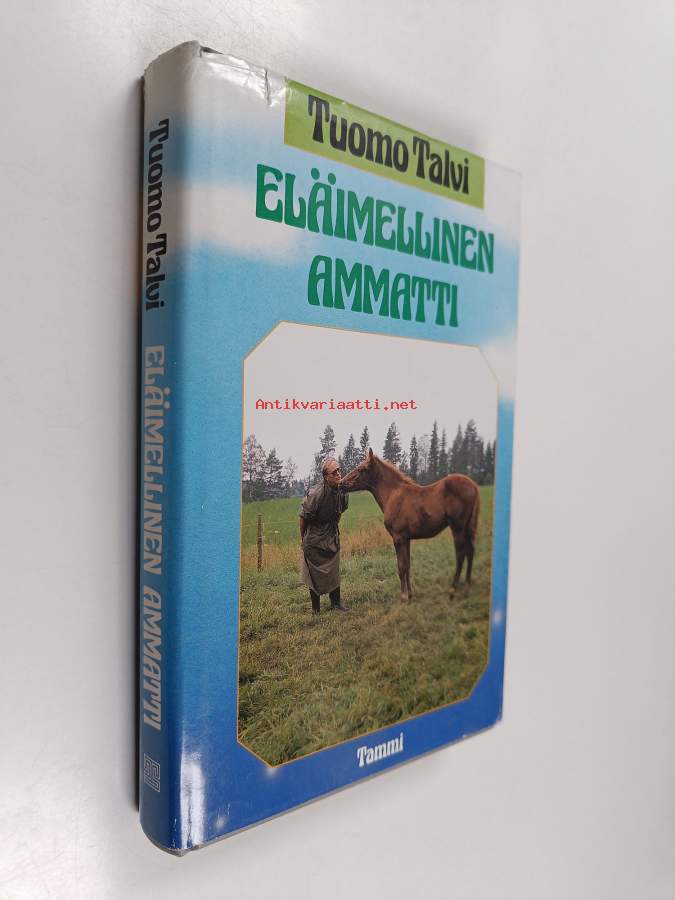 Tuomo Talvi
ELÄIMELLINEN
AMMATTI
Antikvariaatti.net
Tammi
Tuomo Talvi ELÄIMELLINEN AMMATTI